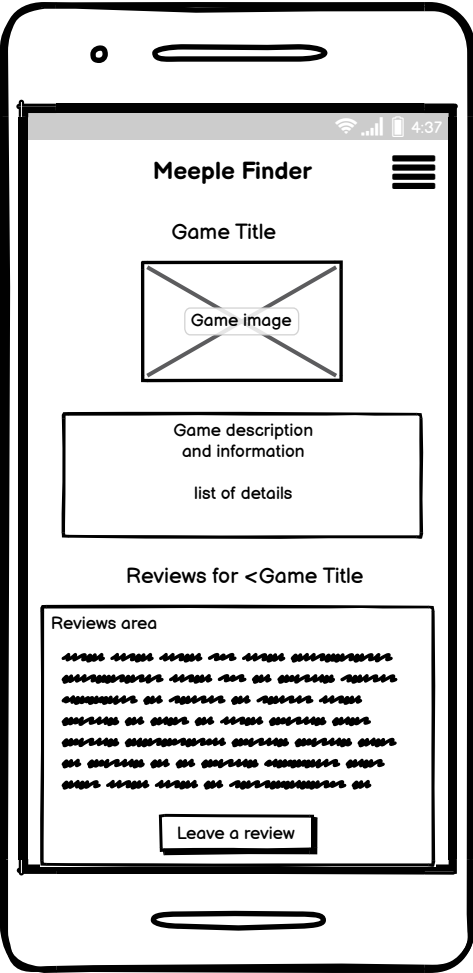 4:37
Meeple Finder
Game Title
Game image
Game description
and information
list of details
Reviews for <Game Title
Reviews area
Leave a review